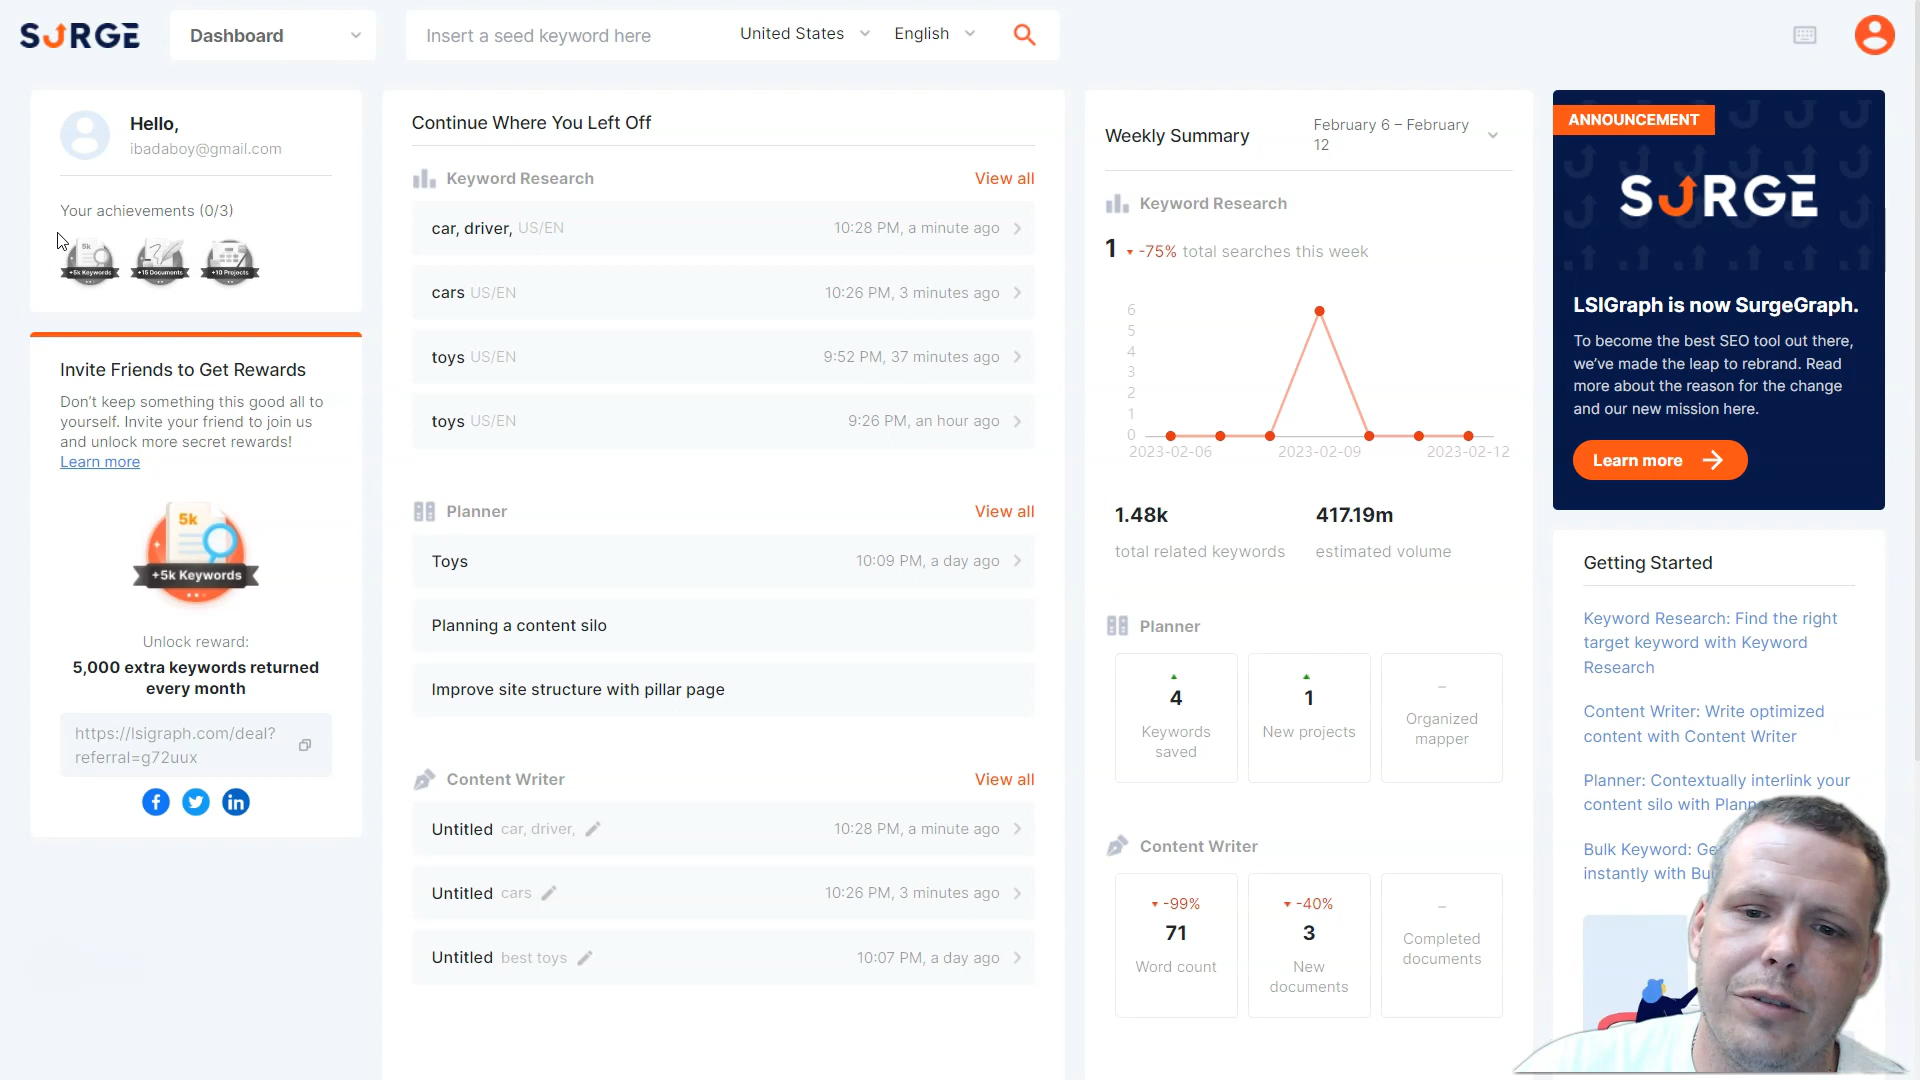 SURGE
Dashboard
Insert a seed keyword here
United States
English
Hello,
ibadaboy@gmail.com
Your achievements (0/3)
5k
+5k Keywords
+15 Documents
+10 Projects
Invite Friends to Get Rewards
Don't keep something this good all to
yourself. Invite your friend to join us
and unlock more secret rewards!
Learn more
5k
+5k Keywords
Unlock reward:
5,000 extra keywords returned
every month
https://lsigraph.com/deal?
referral=g72uux
Continue Where You Left Off
Keyword Research
View all
car, driver, US/EN
10:28 PM, a minute ago
cars US/EN
10:26 PM, 3 minutes ago
toys US/EN
9:52 PM, 37 minutes ago
toys US/EN
9:26 PM, an hour ago
Planner
View all
Toys
10:09 PM, a day ago
Planning a content silo
Improve site structure with pillar page
Content Writer
View all
Untitled car, driver,
10:28 PM, a minute ago
Untitled cars
10:26 PM, 3 minutes ago
Untitled best toys
10:07 PM, a day ago
Weekly Summary
February 6 – February
12
Keyword Research
1 -75% total searches this week
6
5
4
3
2
1
0
2023-02-06
2023-02-09
2023-02-12
1.48k
total related keywords
417.19m
estimated volume
Planner
4
Keywords
saved
1
New projects
–
Organized
mapper
Content Writer
-99%
71
Word count
-40%
3
New
documents
–
Completed
documents
ANNOUNCEMENT
SURGE
LSIGraph is now SurgeGraph.
To become the best SEO tool out there,
we've made the leap to rebrand. Read
more about the reason for the change
and our new mission here.
Learn more
Getting Started
Keyword Research: Find the right
target keyword with Keyword
Research
Content Writer: Write optimized
content with Content Writer
Planner: Contextually interlink your
content silo with
Bulk Keyword:
instantly with